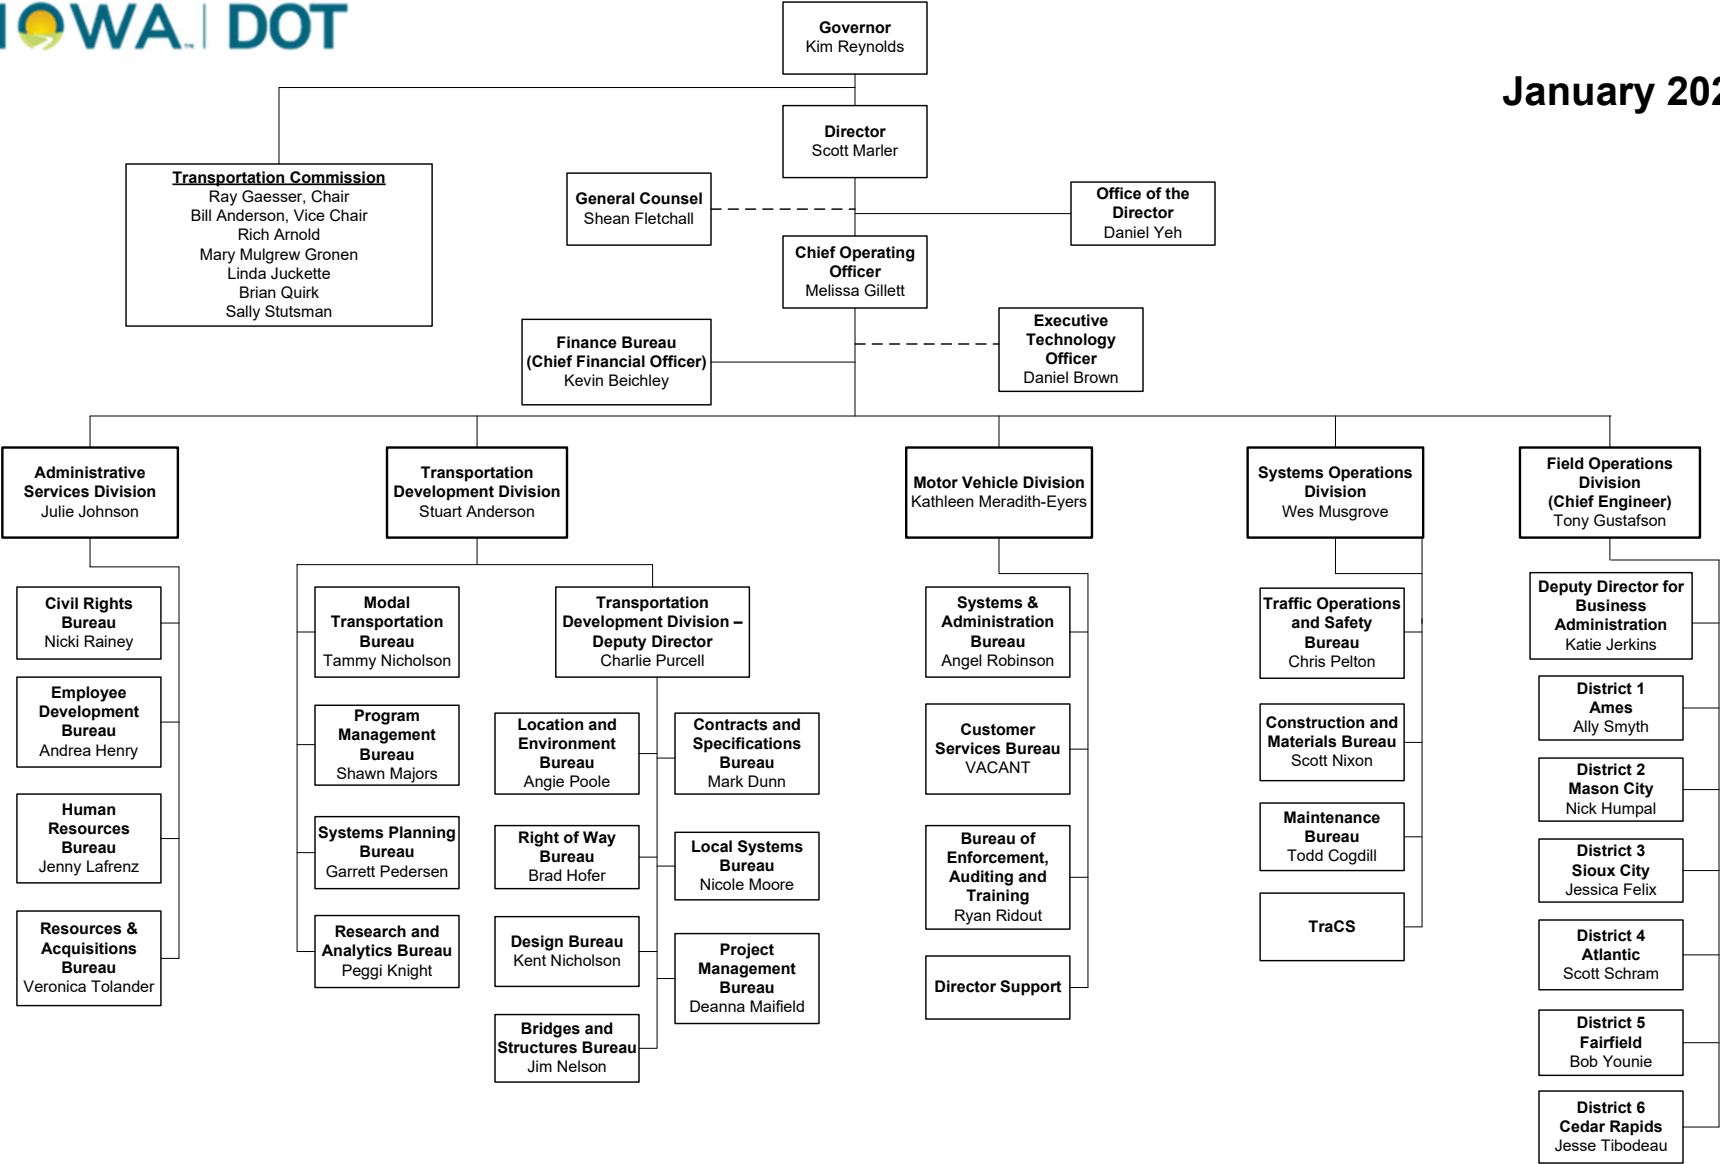 IOWA | DOT
January 202
Governor
Kim Reynolds
Director
Scott Marler
Transportation Commission
Ray Gaesser, Chair
Bill Anderson, Vice Chair
Rich Arnold
Mary Mulgrew Gronen
Linda Juckette
Brian Quirk
Sally Stutsman
General Counsel
Shean Fletchall
Office of the
Director
Daniel Yeh
Chief Operating
Officer
Melissa Gillett
Finance Bureau
(Chief Financial Officer)
Kevin Beichley
Executive
Technology
Officer
Daniel Brown
Administrative
Services Division
Julie Johnson
Civil Rights
Bureau
Nicki Rainey
Employee
Development
Bureau
Andrea Henry
Human
Resources
Bureau
Jenny Lafrenz
Resources &
Acquisitions
Bureau
Veronica Tolander
Transportation
Development Division
Stuart Anderson
Modal
Transportation
Bureau
Tammy Nicholson
Program
Management
Bureau
Shawn Majors
Systems Planning
Bureau
Garrett Pedersen
Research and
Analytics Bureau
Peggi Knight
Transportation
Development Division –
Deputy Director
Charlie Purcell
Location and
Environment
Bureau
Angie Poole
Right of Way
Bureau
Brad Hofer
Design Bureau
Kent Nicholson
Bridges and
Structures Bureau
Jim Nelson
Contracts and
Specifications
Bureau
Mark Dunn
Local Systems
Bureau
Nicole Moore
Project
Management
Bureau
Deanna Maifield
Motor Vehicle Division
Kathleen Meradith-Eyers
Systems &
Administration
Bureau
Angel Robinson
Customer
Services Bureau
VACANT
Bureau of
Enforcement,
Auditing and
Training
Ryan Ridout
Director Support
Systems Operations
Division
Wes Musgrove
Traffic Operations
and Safety
Bureau
Chris Pelton
Construction and
Materials Bureau
Scott Nixon
Maintenance
Bureau
Todd Cogdill
TraCS
Field Operations
Division
(Chief Engineer)
Tony Gustafson
Deputy Director for
Business
Administration
Katie Jerkins
District 1
Ames
Ally Smyth
District 2
Mason City
Nick Humpal
District 3
Sioux City
Jessica Felix
District 4
Atlantic
Scott Schram
District 5
Fairfield
Bob Younie
District 6
Cedar Rapids
Jesse Tibodeau